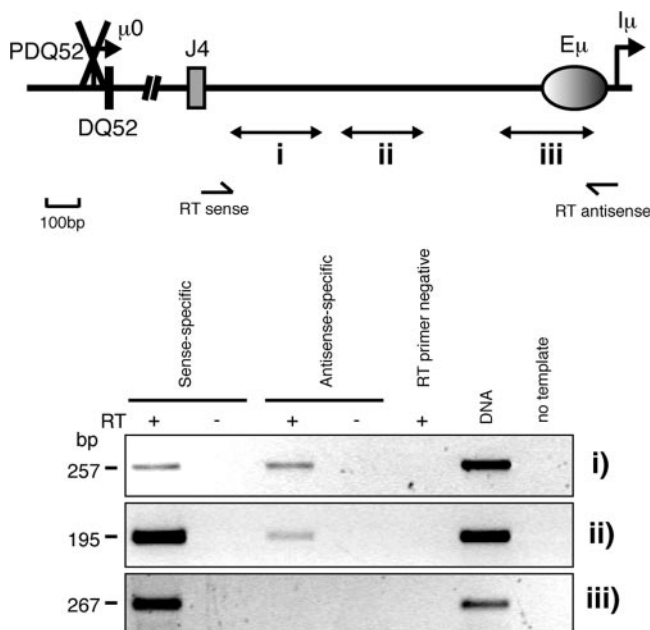 μ0
Iμ
PDQ52
J4
Eμ
DQ52
i
ii
iii
100bp
RT sense
RT antisense
Sense-specific
Antisense-specific
RT primer negative
DNA
no template
RT + - + - +
bp
257 i)
195 ii)
267 iii)